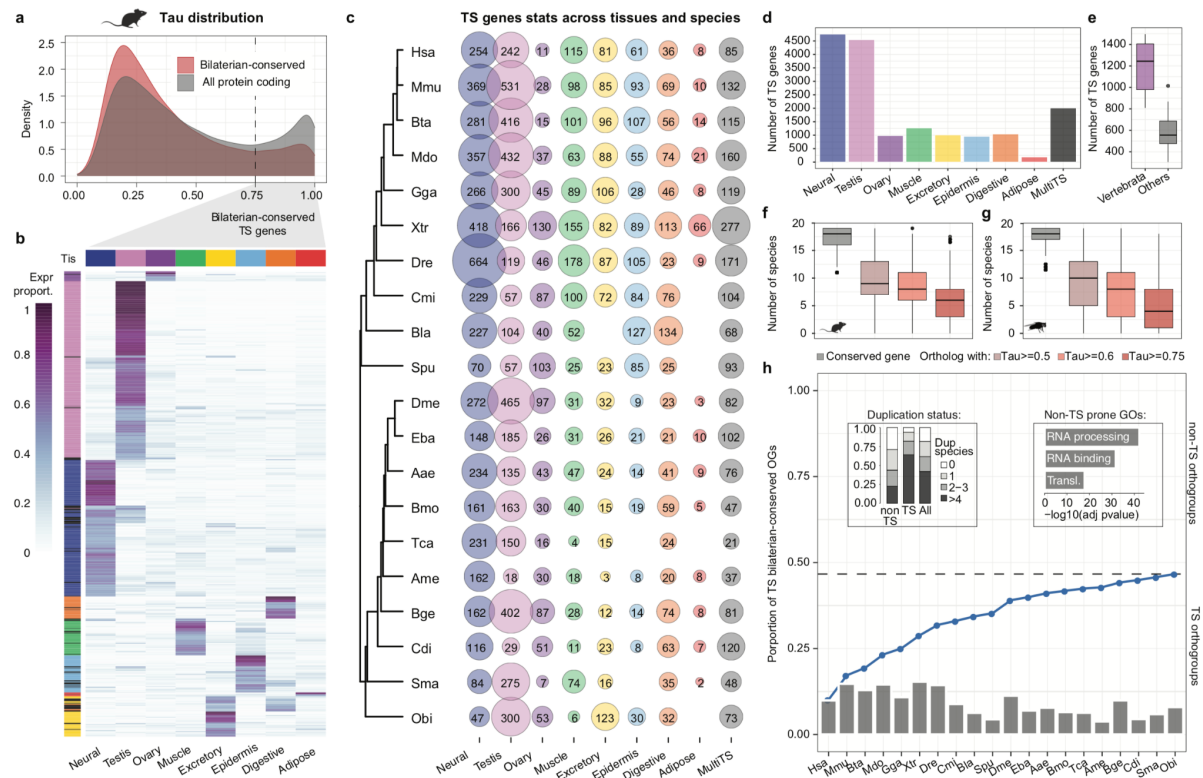 a
Tau distribution
Density
2.5
2.0
1.5
1.0
0.5
0.0
Bilaterian-conserved
All protein coding
0.00 0.25 0.50 0.75 1.00
Bilaterian-conserved
TS genes
b
Tis
Expr
proport.
1
0.8
0.6
0.4
0.2
0
Neural Testis Ovary Muscle Excretory Epidermis Digestive Adipose
c
TS genes stats across tissues and species
Hsa 254 242 11 115 81 61 36 8 85
Mmu 369 531 28 98 85 93 69 10 132
Bta 281 416 15 101 96 107 56 14 115
Mdo 357 432 37 63 88 55 74 21 160
Gga 266 300 45 89 106 28 46 8 119
Xtr 418 166 130 155 82 89 113 66 277
Dre 664 119 46 178 87 105 23 9 171
Cmi 229 57 87 100 72 84 76 104
Bla 227 104 40 52 127 134 68
Spu 70 57 103 25 23 85 25 93
Dme 272 465 97 31 32 9 23 3 82
Eba 148 26 31 26 21 21 10 102
Aae 234 43 47 24 14 41 9 76
Bmo 161 30 40 15 19 59 5 47
Tca 231 150 16 4 15 24 21
Ame 162 30 3 8 20 8 37
Bge 162 402 87 28 12 14 74 8 81
Cdi 116 51 11 23 8 63 7 120
Sma 84 7 74 16 35 2 48
Obi 47 53 6 123 30 32 73
Neural Testis Ovary Muscle Excretory Epidermis Digestive Adipose MultiTS
d
Number of TS genes
4500
4000
3500
3000
2500
2000
1500
1000
500
0
Neural Testis Ovary Muscle Excretory Epidermis Digestive Adipose MultiTS
e
Number of TS genes
1400
1200
1000
800
600
400
Vertebrata Others
f
Number of species
20
15
10
5
0
g
Number of species
20
15
10
5
0
Conserved gene Ortholog with: Tau>=0.5 Tau>=0.6 Tau>=0.75
h
Proportion of TS bilaterian-conserved OGs
1.00
0.75
0.50
0.25
0.00
Duplication status:
1.00
0.75
0.50
0.25
0.00
non
TS TS All
Dup
species
0
1
2−3
>4
Non-TS prone GOs:
RNA processing
RNA binding
Transl.
0 10 20 30 40
−log10(adj pvalue)
non-TS orthogroups
TS orthogroups
Hsa Mmu Bta Mdo Gga Xtr Dre Cmi Bla Spu Dme Eba Aae Bmo Tca Ame Bge Cdi Sma Obi